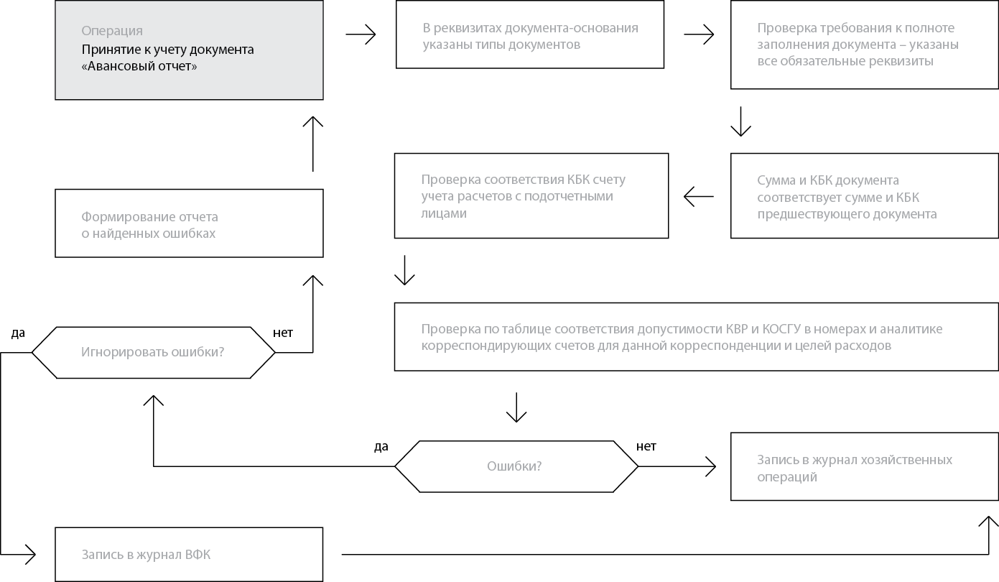 Операция
Принятие к учету документа
«Авансовый отчет»
В реквизитах документа-основания
указаны типы документов
Проверка требования к полноте
заполнения документа – указаны
все обязательные реквизиты
Сумма и КБК документа
соответствует сумме и КБК
предшествующего документа
Проверка соответствия КБК счету
учета расчетов с подотчетными
лицами
Проверка по таблице соответствия допустимости КВР и КОСГУ в номерах и аналитике
корреспондирующих счетов для данной корреспонденции и целей расходов
да
Ошибки?
нет
Запись в журнал хозяйственных
операций
да
Игнорировать ошибки?
нет
Формирование отчета
о найденных ошибках
Запись в журнал ВФК